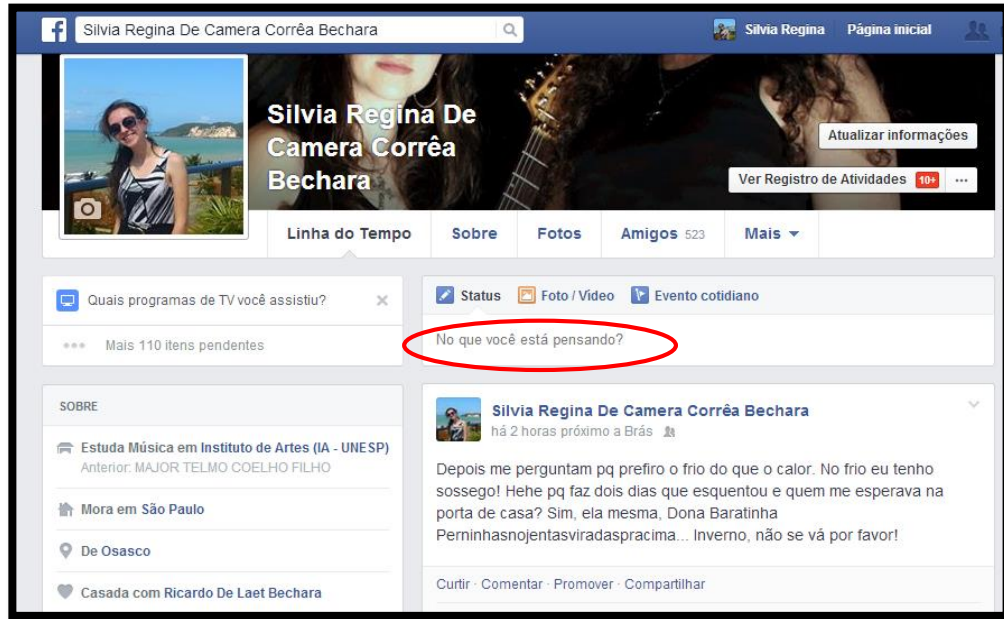 f Silvia Regina De Camera Corrêa Bechara
Silvia Regina Página inicial
Silvia Regina De
Camera Corrêa
Bechara
Atualizar informações
Ver Registro de Atividades 10+ ...
Linha do Tempo Sobre Fotos Amigos 523 Mais
Quais programas de TV você assistiu?
Mais 110 itens pendentes
Status Foto / Vídeo Evento cotidiano
No que você está pensando?
SOBRE
Estuda Música em Instituto de Artes (IA - UNESP)
Anterior: MAJOR TELMO COELHO FILHO
Mora em São Paulo
De Osasco
Casada com Ricardo De Laet Bechara
Silvia Regina De Camera Corrêa Bechara
há 2 horas próximo a Brás
Depois me perguntam pq prefiro o frio do que o calor. No frio eu tenho
sossego! Hehe pq faz dois dias que esquentou e quem me esperava na
porta de casa? Sim, ela mesma, Dona Baratinha
Perninhasnojentasviradaspracima... Inverno, não se vá por favor!
Curtir · Comentar · Promover · Compartilhar